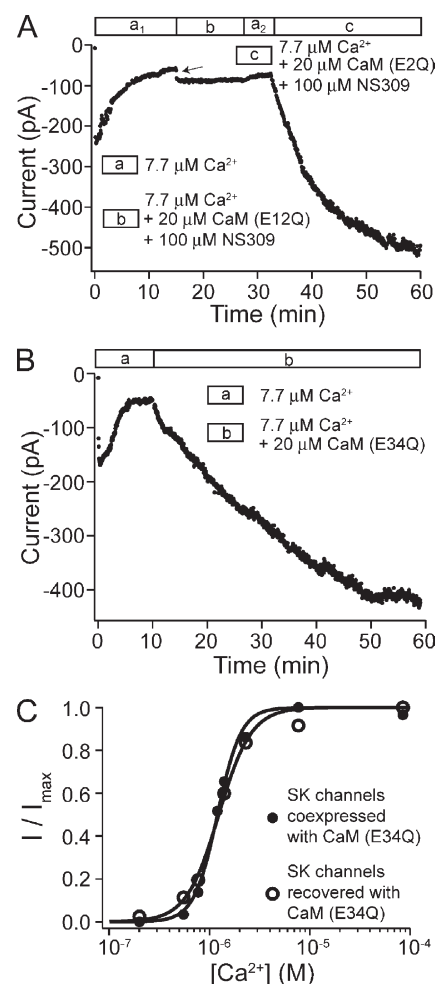 A
a₁ b a₂ c
c 7.7 μM Ca²⁺
+ 20 μM CaM (E2Q)
+ 100 μM NS309
a 7.7 μM Ca²⁺
b 7.7 μM Ca²⁺
+ 20 μM CaM (E12Q)
+ 100 μM NS309
Current (pA)
0
-100
-200
-300
-400
-500
0 10 20 30 40 50 60
Time (min)
B
a b
a 7.7 μM Ca²⁺
b 7.7 μM Ca²⁺
+ 20 μM CaM (E34Q)
Current (pA)
0
-100
-200
-300
-400
0 10 20 30 40 50 60
Time (min)
C
I / Imax
1.0
0.8
0.6
0.4
0.2
0.0
SK channels
coexpressed
with CaM (E34Q)
SK channels
recovered with
CaM (E34Q)
10⁻⁷ 10⁻⁶ 10⁻⁵ 10⁻⁴
[Ca²⁺] (M)